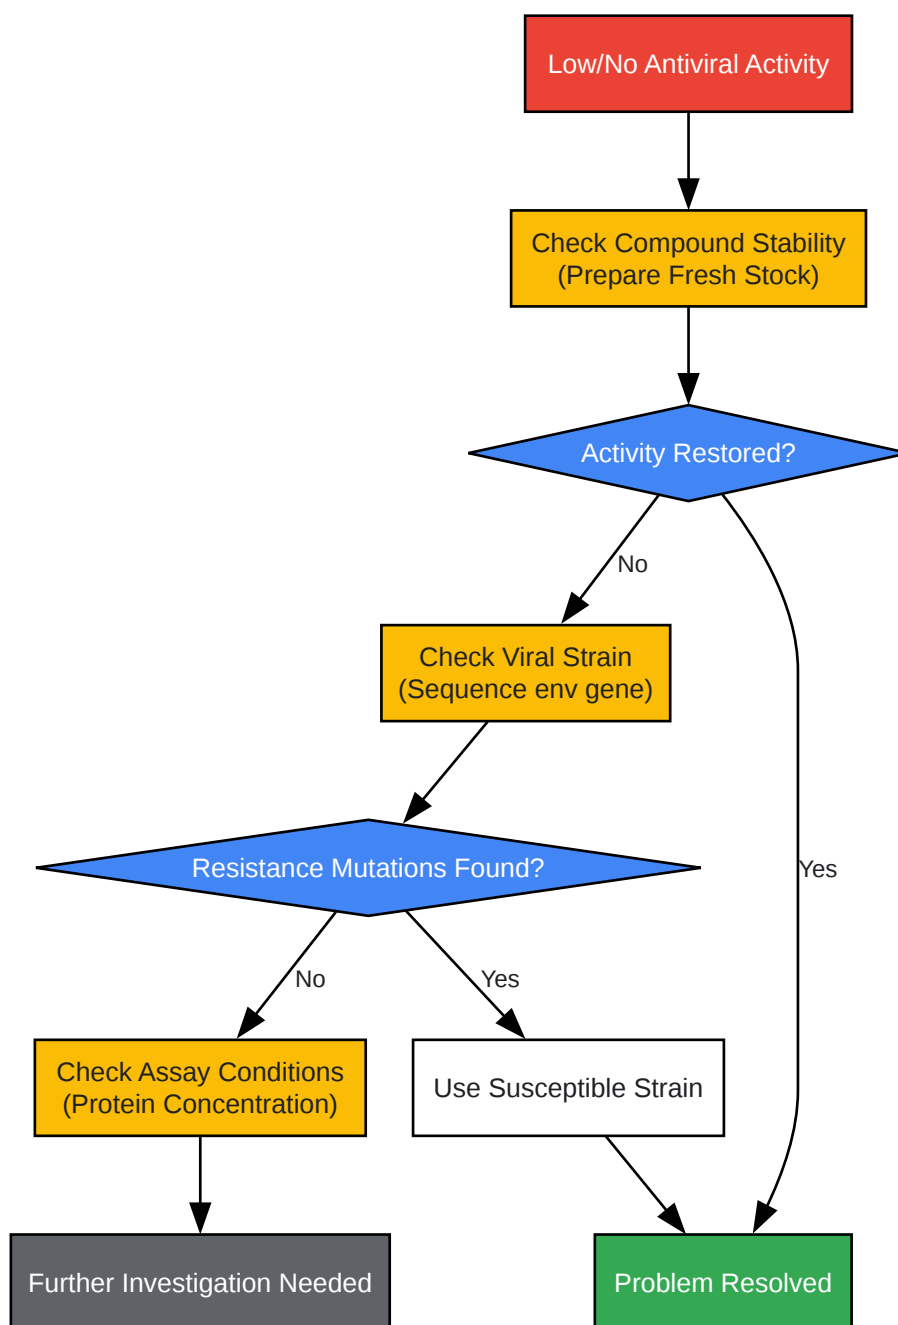 Low/No Antiviral Activity
Check Compound Stability
(Prepare Fresh Stock)
Activity Restored?
No
Check Viral Strain
(Sequence env gene)
Resistance Mutations Found?
Yes
No
Yes
Check Assay Conditions
(Protein Concentration)
Use Susceptible Strain
Further Investigation Needed
Problem Resolved